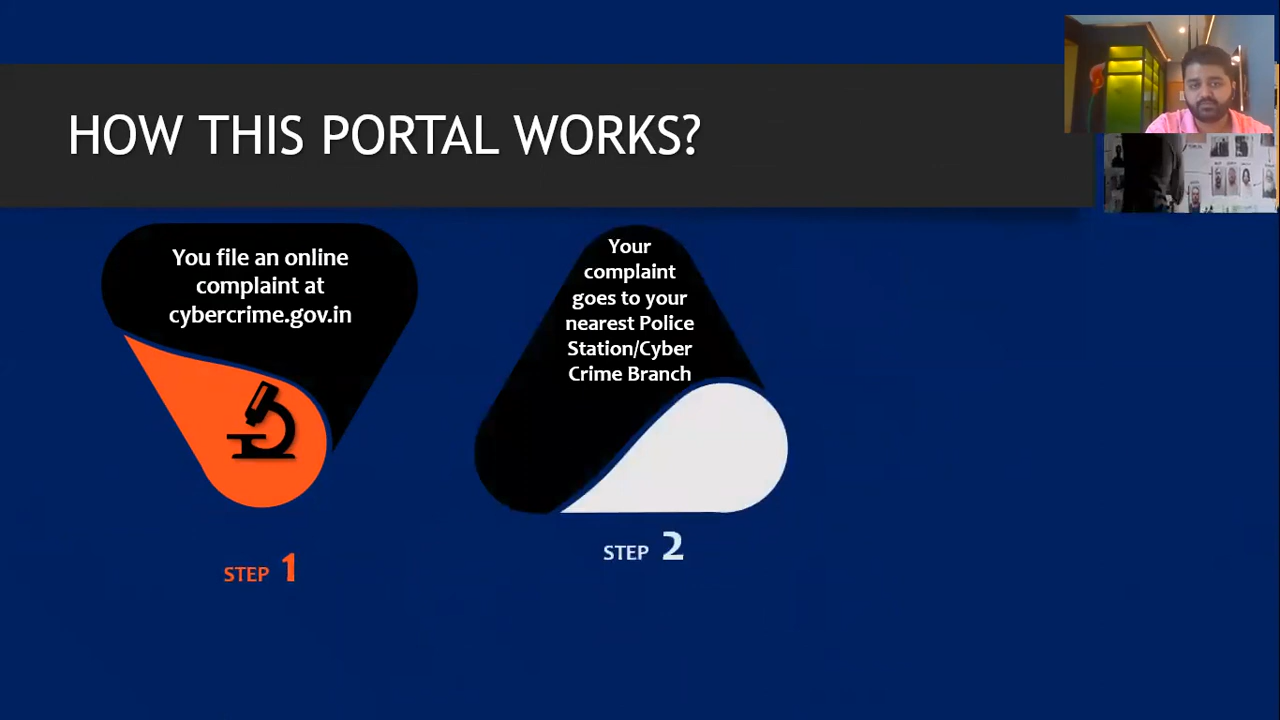 HOW THIS PORTAL WORKS?
You file an online
complaint at
cybercrime.gov.in
Your
complaint
goes to your
nearest Police
Station/Cyber
Crime Branch
STEP 1
STEP 2